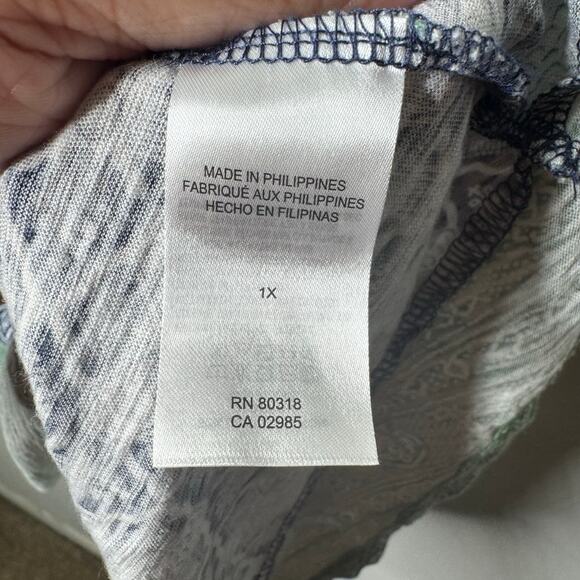 MADE IN PHILIPPINES
FABRIQUÉ AUX PHILIPPINES
HECHO EN FILIPINAS
1X
RN 80318
CA 02985